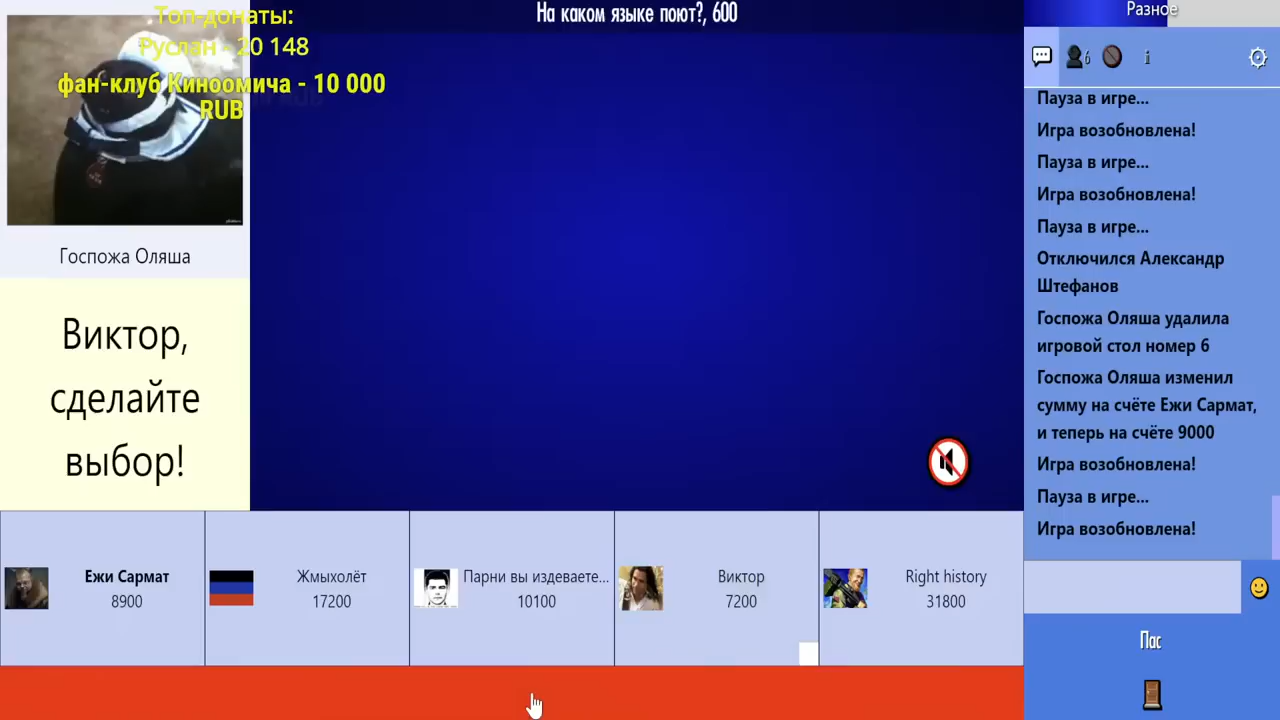 Топ-донаты:
Руслан - 20 148
фан-клуб Киноомича - 10 000
RUB
Госпожа Оляша
Виктор,
сделайте
выбор!
На каком языке поют?, 600
Разное
6
i
Пауза в игре...
Игра возобновлена!
Пауза в игре...
Игра возобновлена!
Пауза в игре...
Отключился Александр
Штефанов
Госпожа Оляша удалила
игровой стол номер 6
Госпожа Оляша изменил
сумму на счёте Ежи Сармат,
и теперь на счёте 9000
Игра возобновлена!
Пауза в игре...
Игра возобновлена!
Ежи Сармат
8900
Жмыхолёт
17200
Парни вы издеваете...
10100
Виктор
7200
Right history
31800
Пас